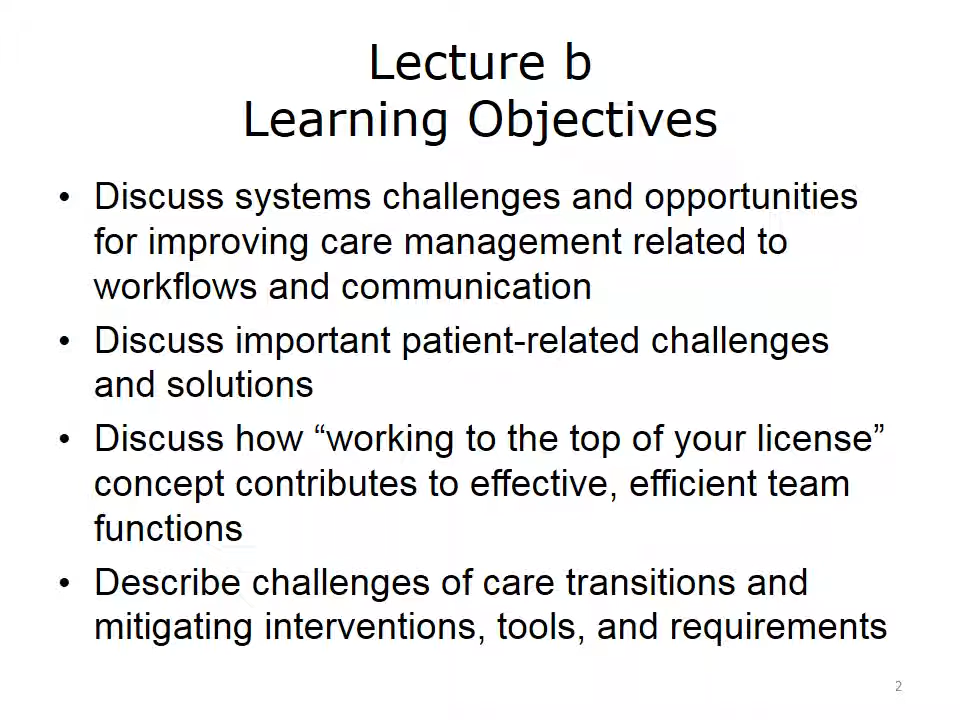 Lecture b
Learning Objectives
• Discuss systems challenges and opportunities
for improving care management related to
workflows and communication
• Discuss important patient-related challenges
and solutions
• Discuss how “working to the top of your license”
concept contributes to effective, efficient team
functions
• Describe challenges of care transitions and
mitigating interventions, tools, and requirements
2